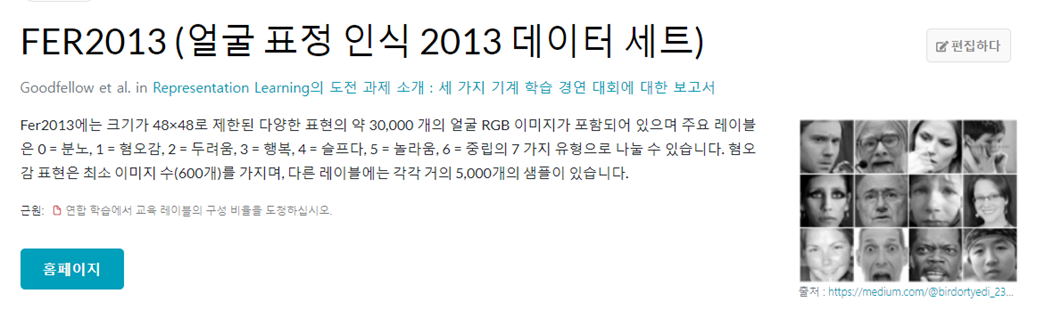 FER2013 (얼굴 표정 인식 2013 데이터 세트)
편집하다
Goodfellow et al. in Representation Learning의 도전 과제 소개 : 세 가지 기계 학습 경연 대회에 대한 보고서
Fer2013에는 크기가 48×48로 제한된 다양한 표현의 약 30,000 개의 얼굴 RGB 이미지가 포함되어 있으며 주요 레이블
은 0 = 분노, 1 = 혐오감, 2 = 두려움, 3 = 행복, 4 = 슬프다, 5 = 놀라움, 6 = 중립의 7 가지 유형으로 나눌 수 있습니다. 혐오
감 표현은 최소 이미지 수(600개)를 가지며, 다른 레이블에는 각각 거의 5,000개의 샘플이 있습니다.
근원: 연합 학습에서 교육 레이블의 구성 비율을 도청하십시오.
홈페이지
출처 : https://medium.com/@birdortyedi_23...